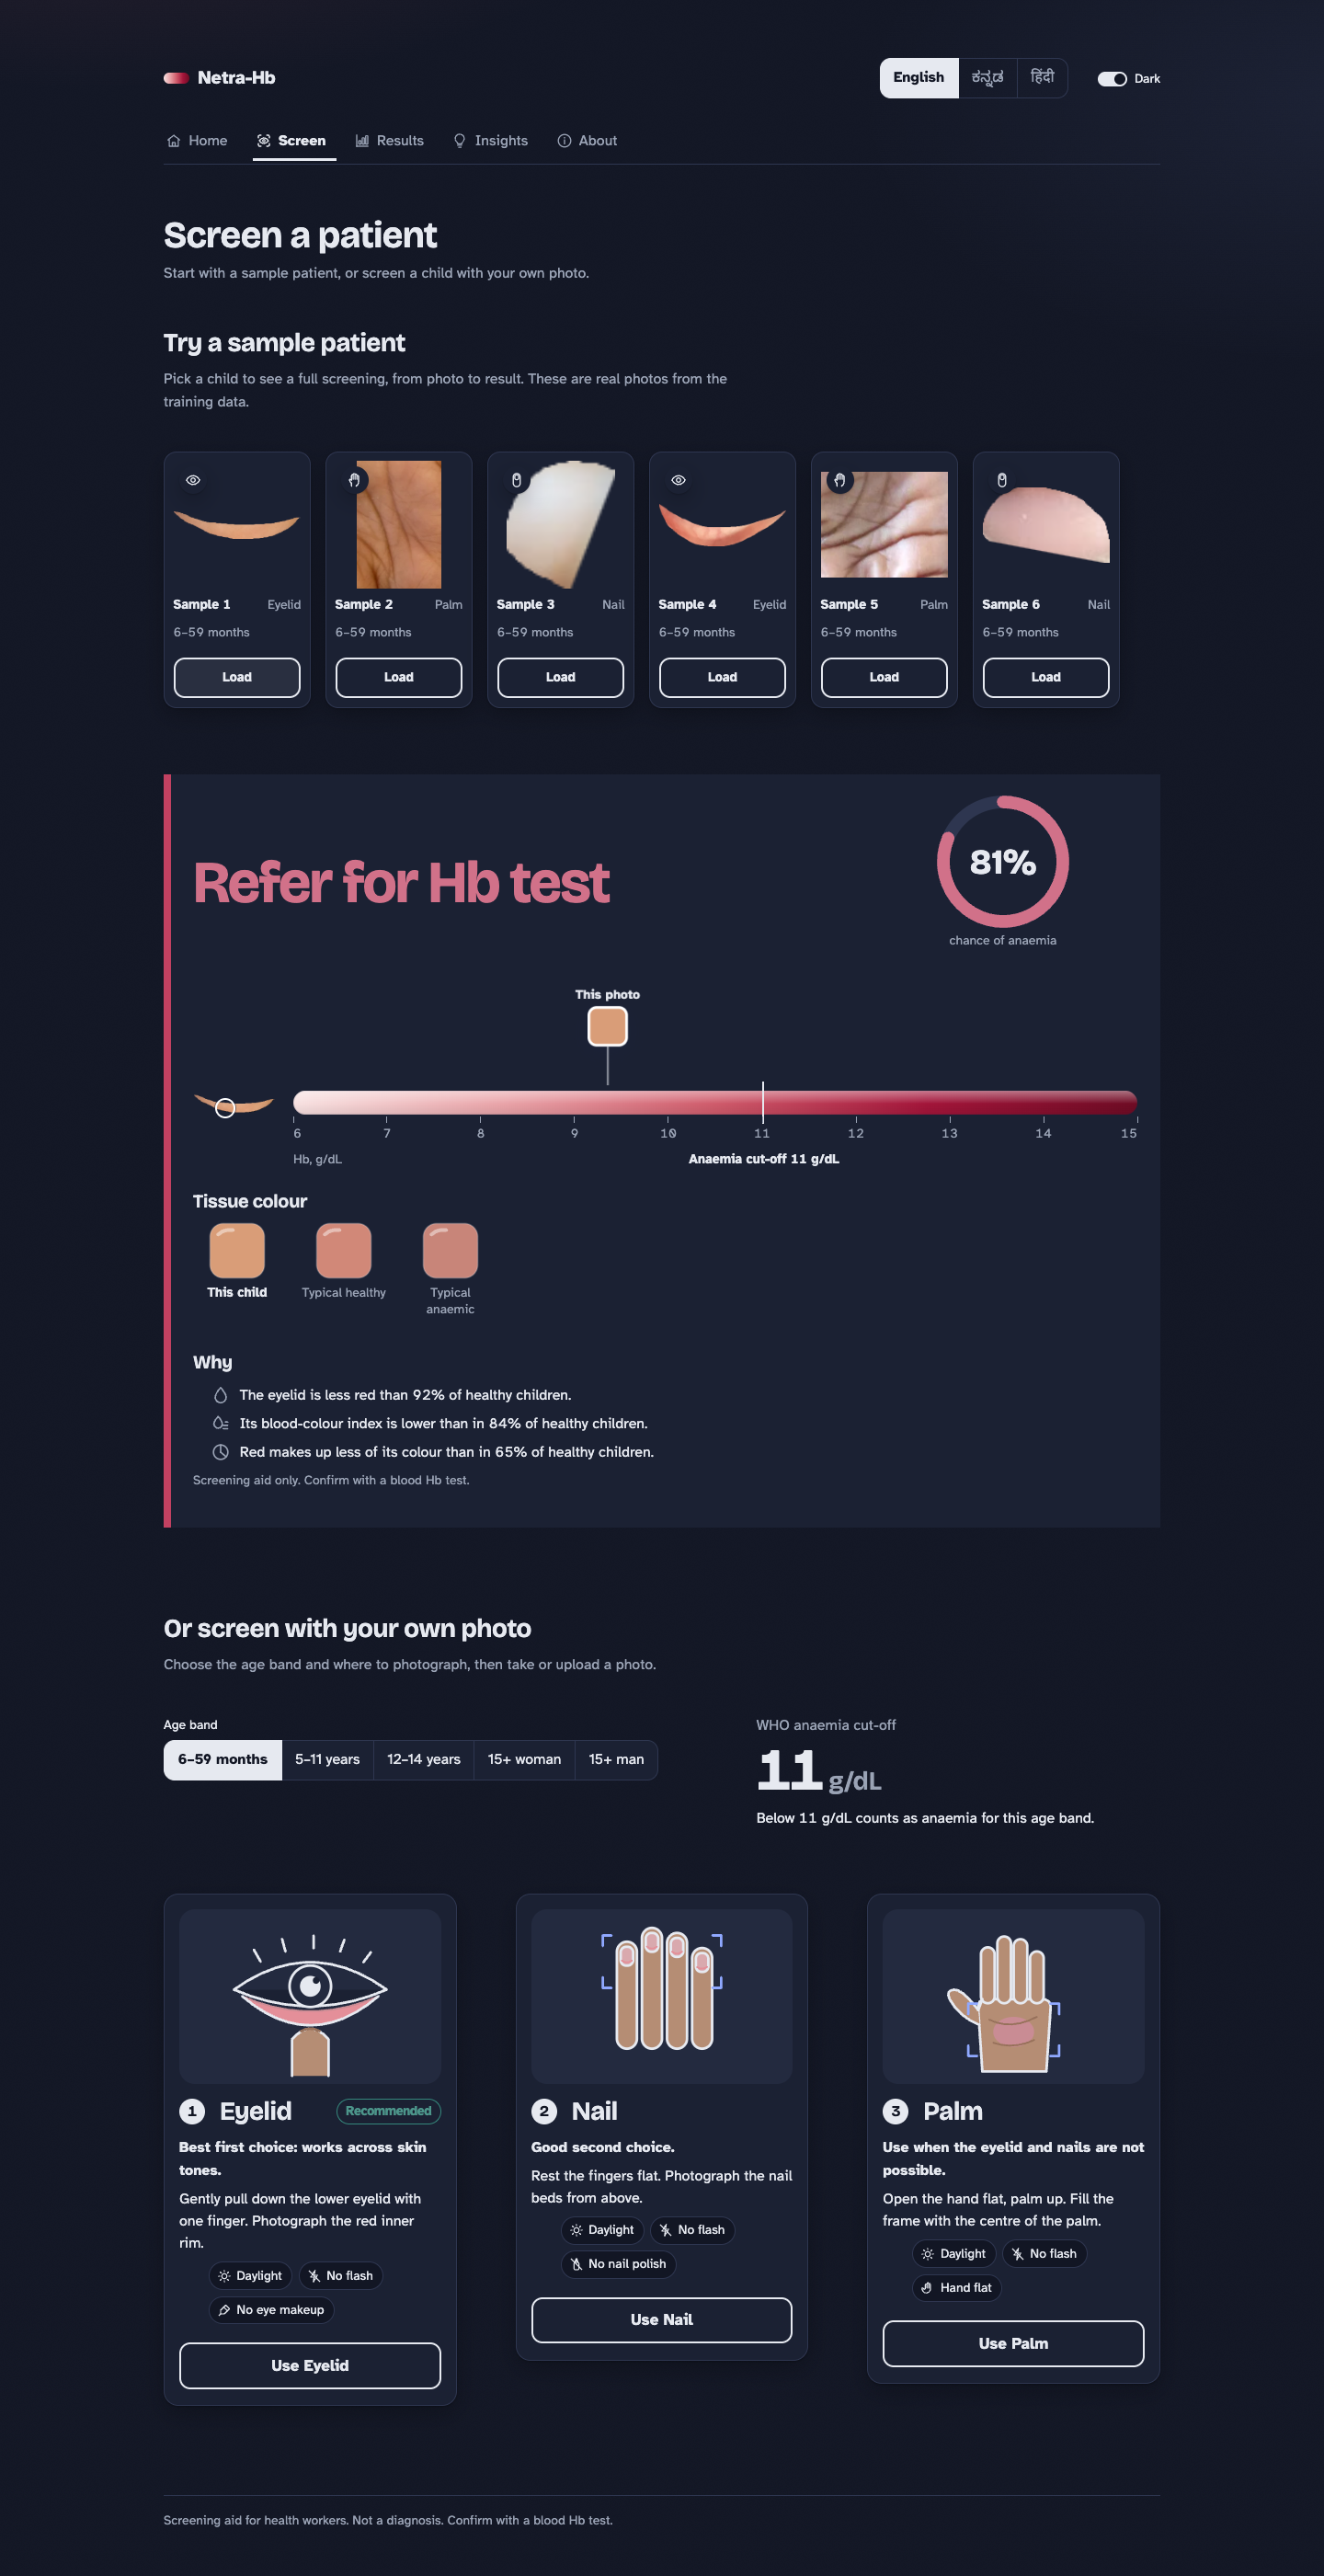 Netra-Hb
English ಕನ್ನಡ हिंदी Dark
Home Screen Results Insights About
Screen a patient
Start with a sample patient, or screen a child with your own photo.
Try a sample patient
Pick a child to see a full screening, from photo to result. These are real photos from the
training data.
Sample 1 Eyelid
6–59 months
Load
Sample 2 Palm
6–59 months
Load
Sample 3 Nail
6–59 months
Load
Sample 4 Eyelid
6–59 months
Load
Sample 5 Palm
6–59 months
Load
Sample 6 Nail
6–59 months
Load
Refer for Hb test
81%
chance of anaemia
This photo
6 7 8 9 10 11 12 13 14 15
Hb, g/dL
Anaemia cut-off 11 g/dL
Tissue colour
This child
Typical healthy
Typical
anaemic
Why
The eyelid is less red than 92% of healthy children.
Its blood-colour index is lower than in 84% of healthy children.
Red makes up less of its colour than in 65% of healthy children.
Screening aid only. Confirm with a blood Hb test.
Or screen with your own photo
Choose the age band and where to photograph, then take or upload a photo.
Age band
6–59 months 5–11 years 12–14 years 15+ woman 15+ man
WHO anaemia cut-off
11 g/dL
Below 11 g/dL counts as anaemia for this age band.
1 Eyelid Recommended
Best first choice: works across skin
tones.
Gently pull down the lower eyelid with
one finger. Photograph the red inner
rim.
Daylight No flash
No eye makeup
Use Eyelid
2 Nail
Good second choice.
Rest the fingers flat. Photograph the nail
beds from above.
Daylight No flash
No nail polish
Use Nail
3 Palm
Use when the eyelid and nails are not
possible.
Open the hand flat, palm up. Fill the
frame with the centre of the palm.
Daylight No flash
Hand flat
Use Palm
Screening aid for health workers. Not a diagnosis. Confirm with a blood Hb test.